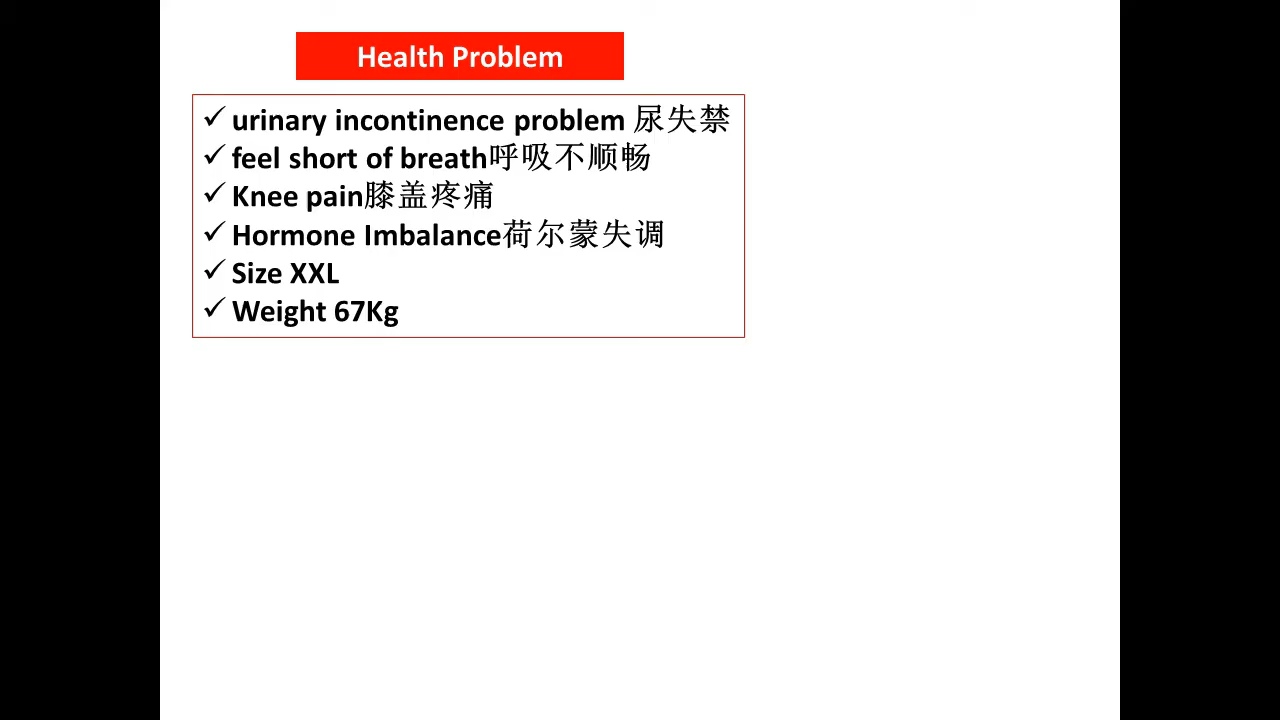 Health Problem
urinary incontinence problem 尿失禁
feel short of breath呼吸不顺畅
Knee pain膝盖疼痛
Hormone Imbalance荷尔蒙失调
Size XXL
Weight 67Kg